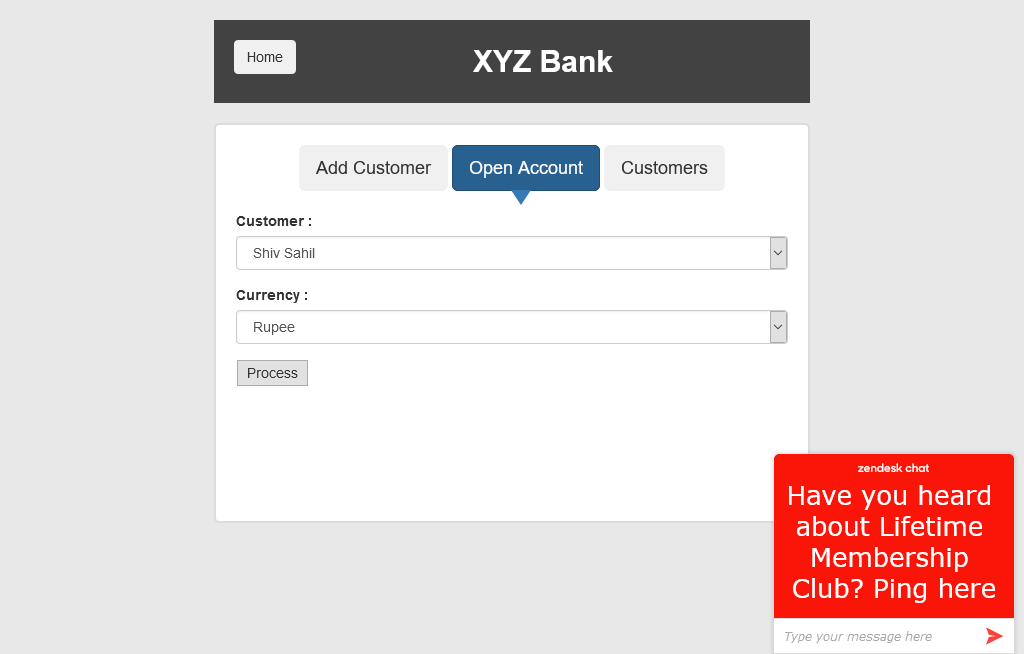 Home
XYZ Bank
Add Customer
Open Account
Customers
Customer :
Shiv Sahil
Currency :
Rupee
Process
zendesk chat
Have you heard
about Lifetime
Membership
Club? Ping here
Type your message here